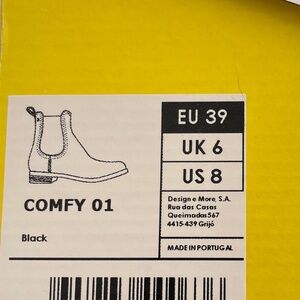 EU 39
UK 6
US 8
COMFY 01
Black
Design e More, S.A.
Rua das Casas
Queimadas 567
4415-439 Grijó
MADE IN PORTUGAL